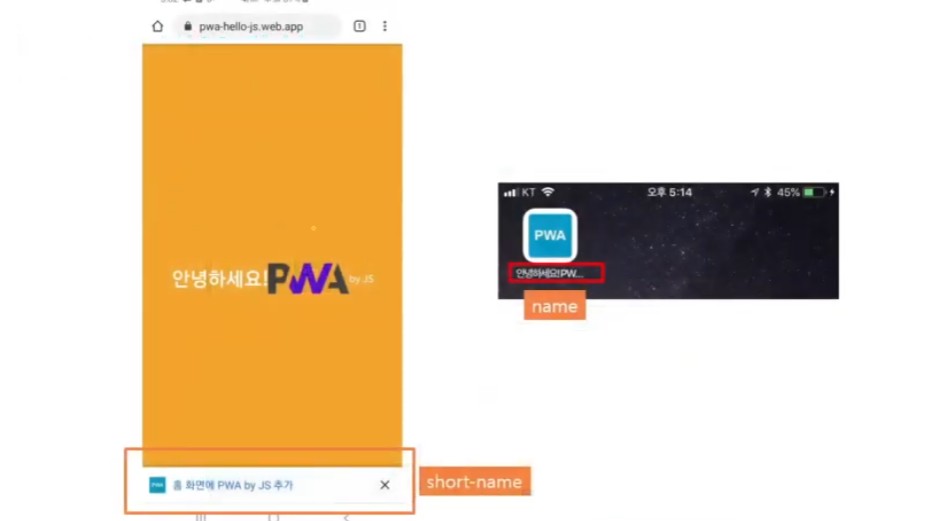 pwa-hello-js.web.app
1
안녕하세요!PWA by JS
PWA 홈 화면에 PWA by JS 추가
short-name
KT 오후 5:14 45%
PWA
안녕하세요!PW...
name